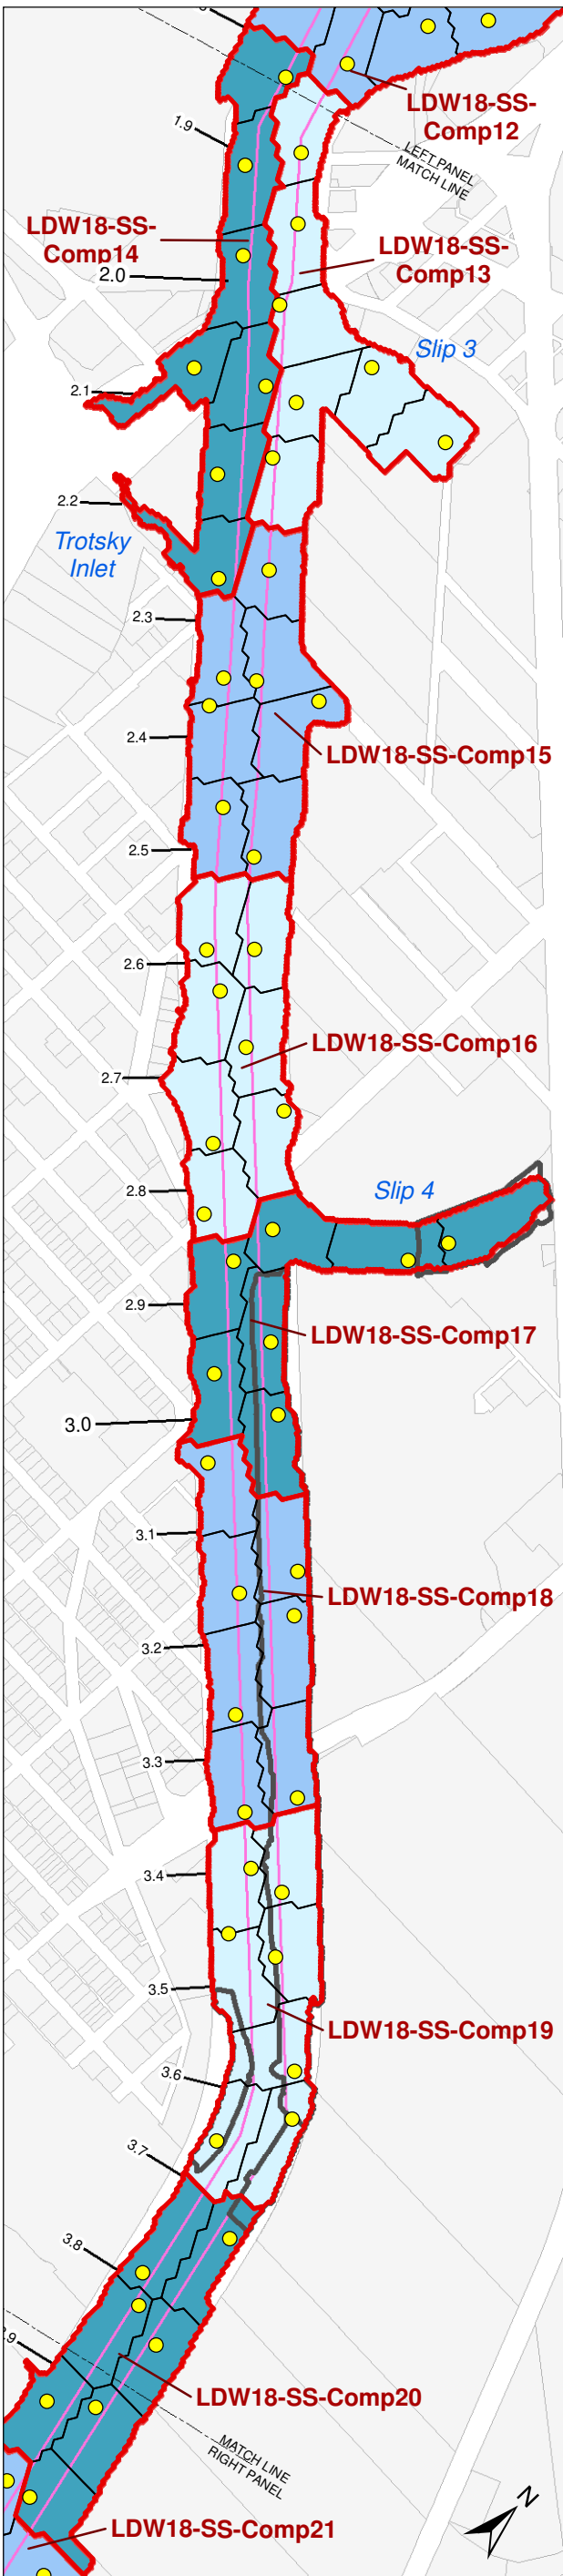 LDW18-SS-
Comp12
1.9
LEFT PANEL
MATCH LINE
LDW18-SS-
Comp14
LDW18-SS-
Comp13
2.0
Slip 3
2.1
2.2
Trotsky
Inlet
2.3
2.4
LDW18-SS-Comp15
2.5
2.6
LDW18-SS-Comp16
2.7
2.8
Slip 4
2.9
LDW18-SS-Comp17
3.0
3.1
LDW18-SS-Comp18
3.2
3.3
3.4
3.5
LDW18-SS-Comp19
3.6
3.7
3.8
.9
LDW18-SS-Comp20
MATCH LINE
RIGHT PANEL
N
LDW18-SS-Comp21